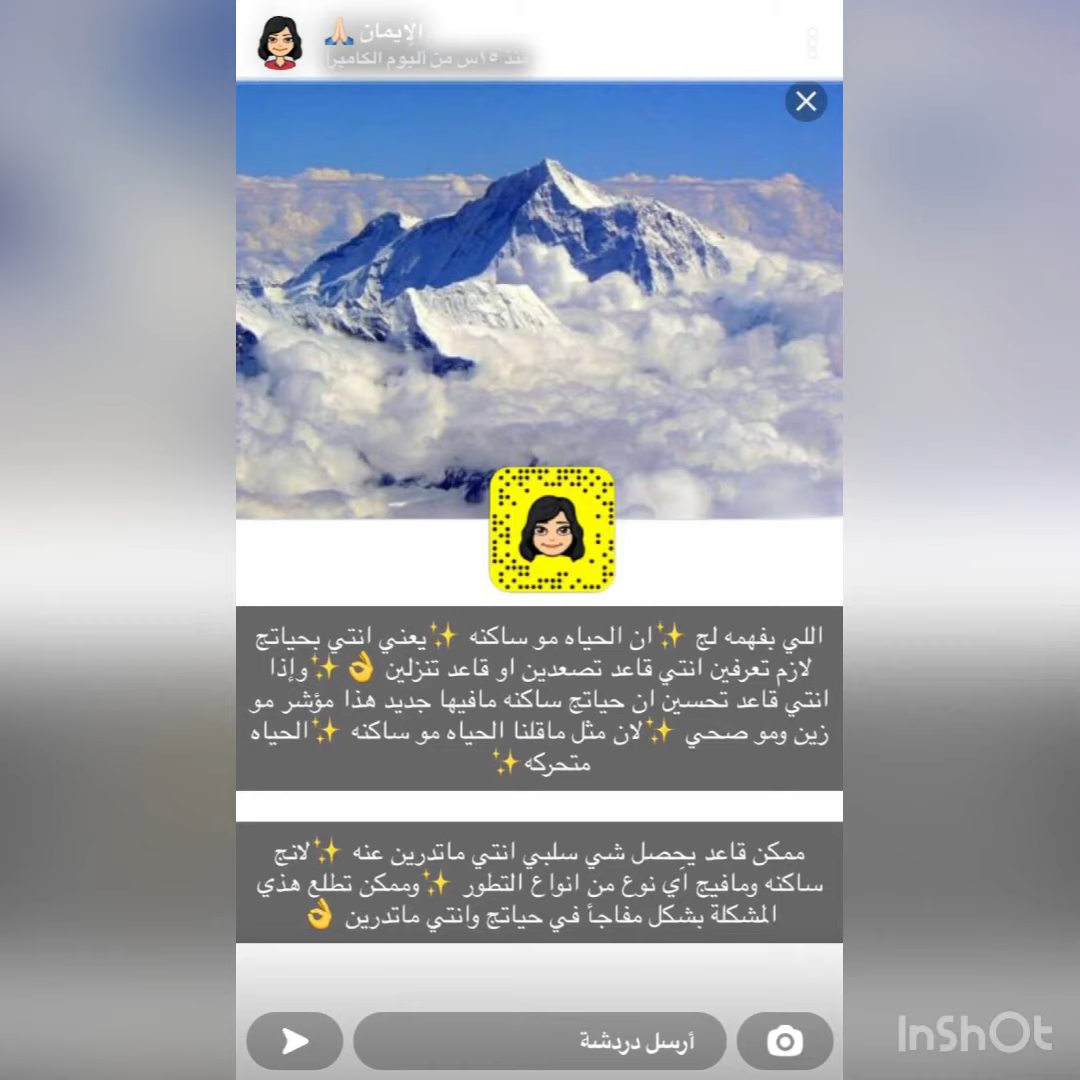 الإيمان 🙏🏻
منذ ١٥س من ألبوم الكاميرا
اللي بفهمه لج ✨ان الحياه مو ساكنه ✨يعني انتي بحياتج
لازم تعرفين انتي قاعد تصعدين او قاعد تنزلين 👌✨وإذا
انتي قاعد تحسين ان حياتج ساكنه مافيها جديد هذا مؤشر مو
زين ومو صحي ✨لان مثل ماقلنا الحياه مو ساكنه ✨الحياه
متحركه✨
ممكن قاعد يحصل شي سلبي انتي ماتدرين عنه ✨لانج
ساكنه ومافيج اي نوع من انواع التطور ✨وممكن تطلع هذي
المشكلة بشكل مفاجأ في حياتج وانتي ماتدرين 👌
أرسل دردشة
InShOt